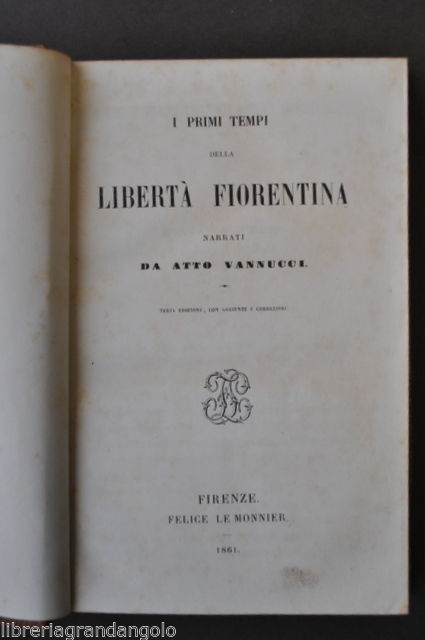 I PRIMI TEMPI
DELLA
LIBERTÀ FIORENTINA
NARRATI
DA ATTO VANNUCCI.
TERZA EDIZIONE, CON AGGIUNTE E CORREZIONI
FIRENZE.
FELICE LE MONNIER.
1861.
libreriagrandangolo